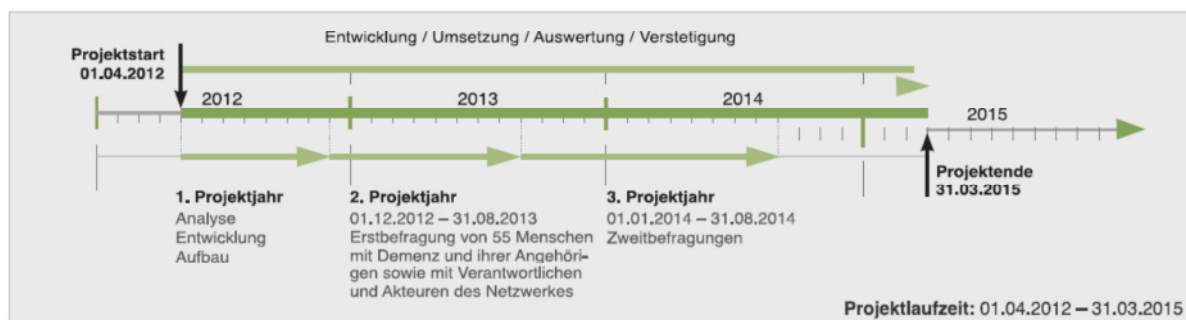 Entwicklung / Umsetzung / Auswertung / Verstetigung
Projektstart
01.04.2012
2012
2013
2014
2015
Projektende
31.03.2015
1. Projektjahr
Analyse
Entwicklung
Aufbau
2. Projektjahr
01.12.2012 – 31.08.2013
Erstbefragung von 55 Menschen
mit Demenz und ihrer Angehöri-
gen sowie mit Verantwortlichen
und Akteuren des Netzwerkes
3. Projektjahr
01.01.2014 – 31.08.2014
Zweitbefragungen
Projektlaufzeit: 01.04.2012 – 31.03.2015